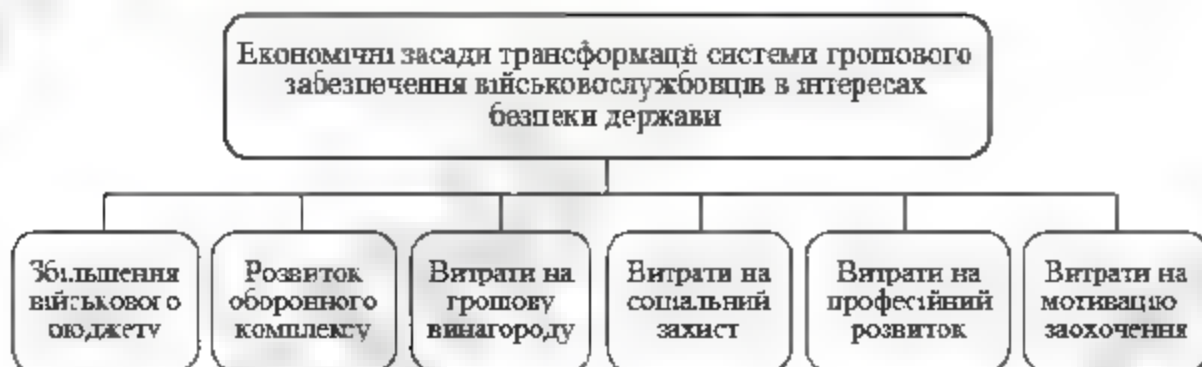 Економічні засади трансформації системи грошового
забезпечення військовослужбовців в інтересах
безпеки держави
Збільшення
військового
бюджету
Розвиток
оборонного
комплексу
Витрати на
грошову
винагороду
Витрати на
соціальний
захист
Витрати на
професійний
розвиток
Витрати на
мотивацію
заохочення